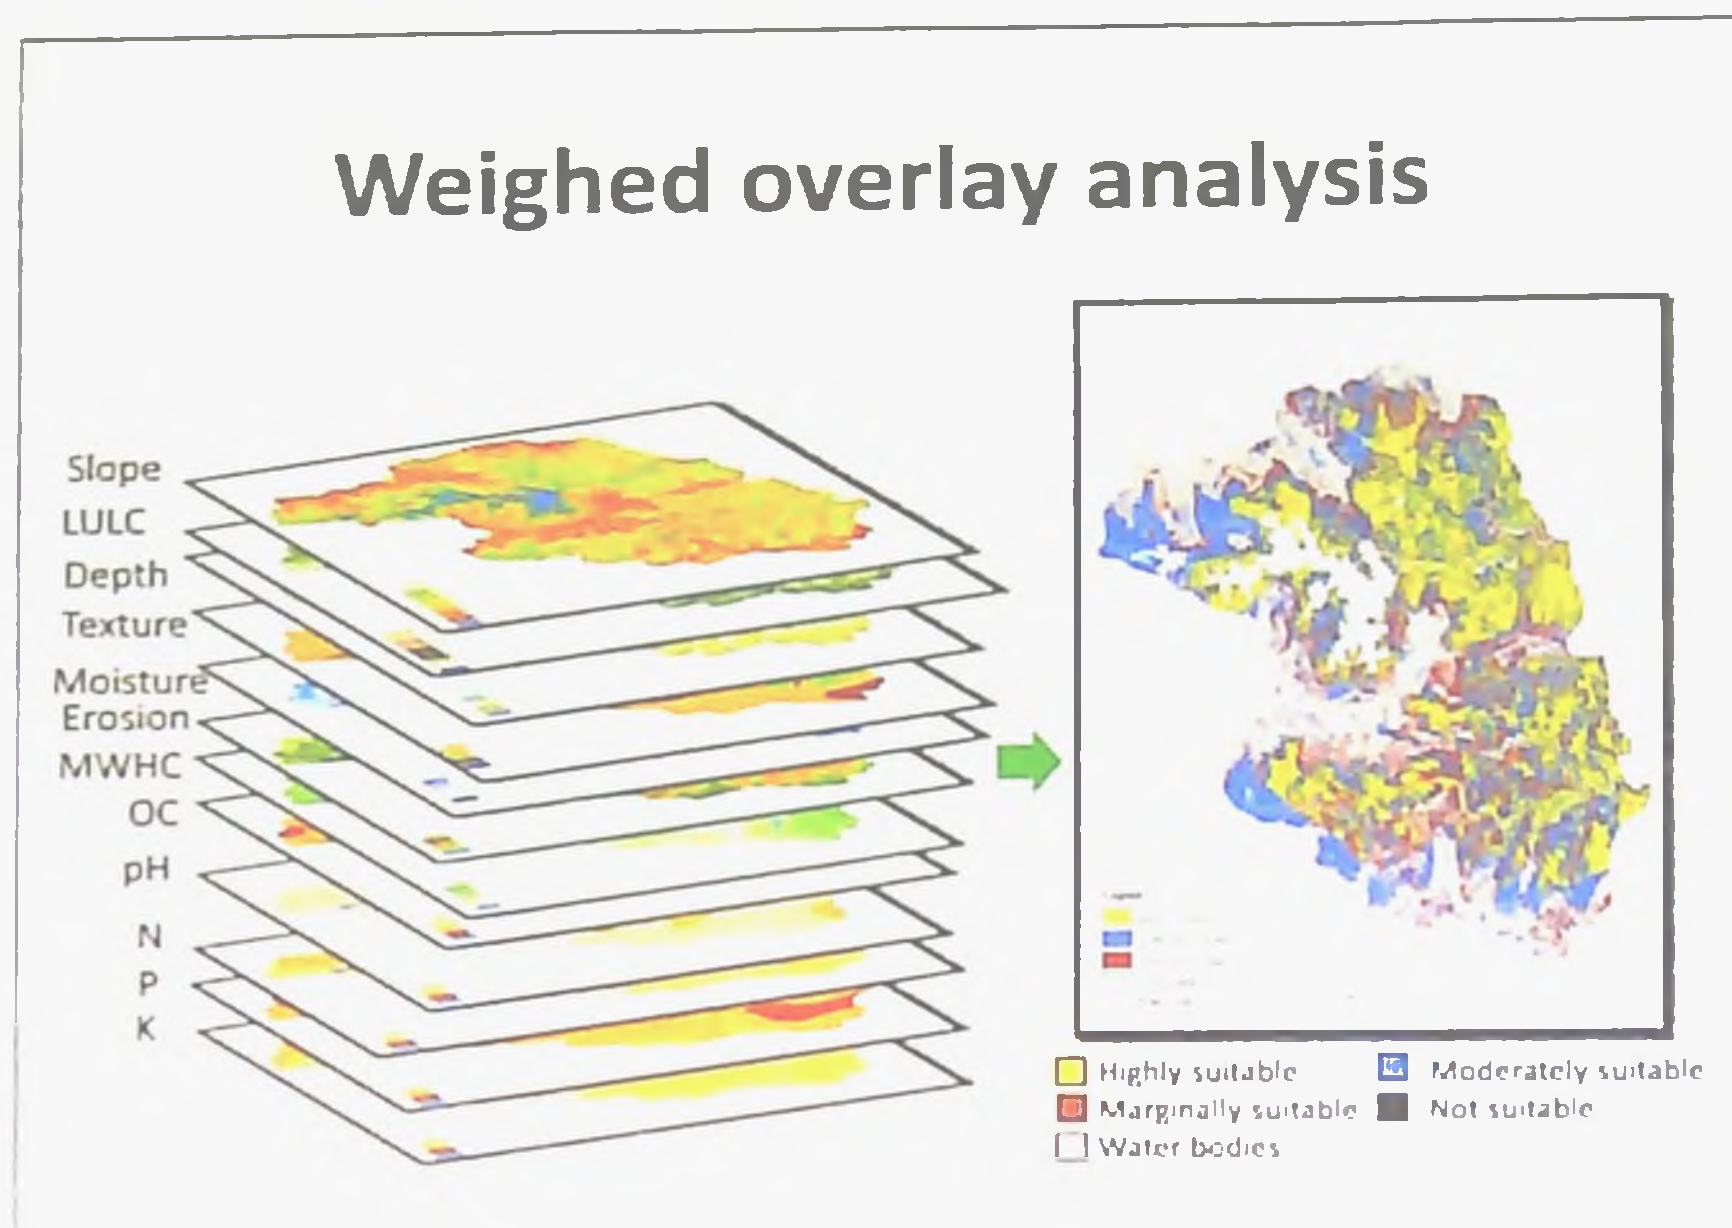 Weighed overlay analysis
Slope
LULC
Depth
Texture
Moisture
Erosion
MWHC
OC
pH
N
P
K
Highly suitable
Moderately suitable
Marginally suitable
Not suitable
Water bodies